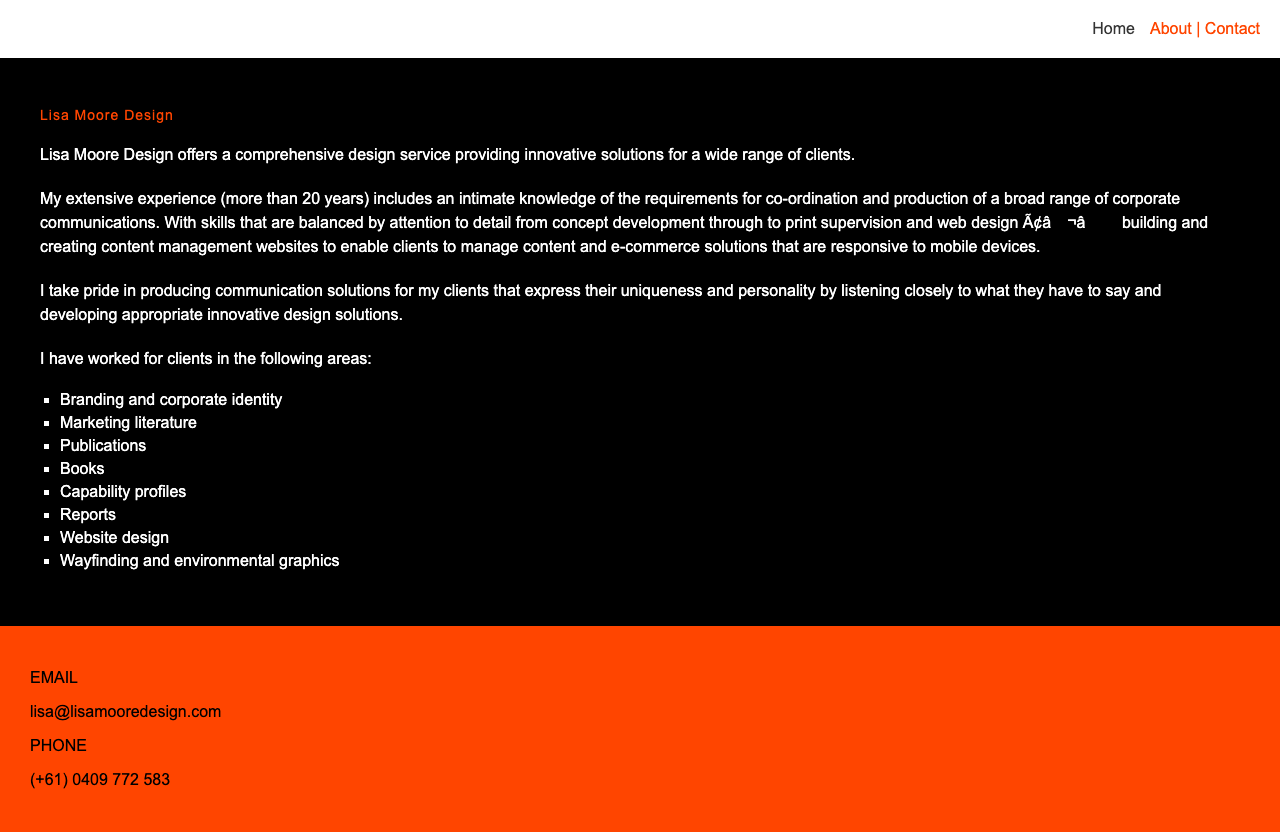 Home About | Contact
Lisa Moore Design
Lisa Moore Design offers a comprehensive design service providing innovative solutions for a wide range of clients.
My extensive experience (more than 20 years) includes an intimate knowledge of the requirements for co-ordination and production of a broad range of corporate
communications. With skills that are balanced by attention to detail from concept development through to print supervision and web design Ã¢â ¬â building and
creating content management websites to enable clients to manage content and e-commerce solutions that are responsive to mobile devices.
I take pride in producing communication solutions for my clients that express their uniqueness and personality by listening closely to what they have to say and
developing appropriate innovative design solutions.
I have worked for clients in the following areas:
Branding and corporate identity
Marketing literature
Publications
Books
Capability profiles
Reports
Website design
Wayfinding and environmental graphics
EMAIL
lisa@lisamooredesign.com
PHONE
(+61) 0409 772 583